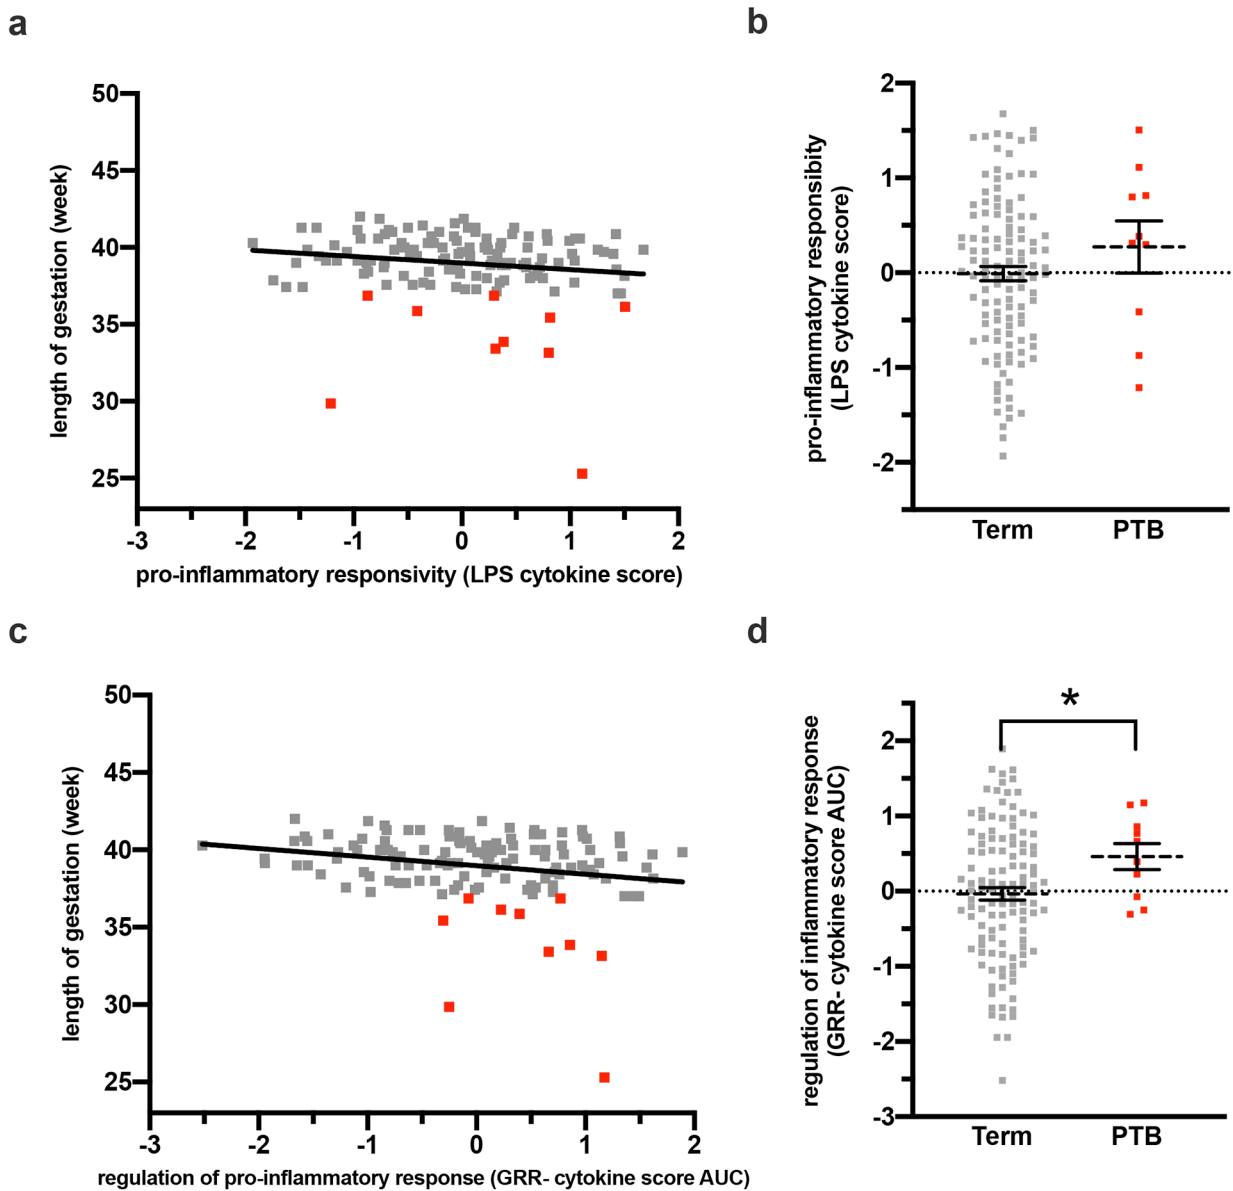 a
50
45
40
35
30
25
length of gestation (week)
-3 -2 -1 0 1 2
pro-inflammatory responsivity (LPS cytokine score)
b
2
1
0
-1
-2
pro-inflammatory responsibity
(LPS cytokine score)
Term PTB
c
50
45
40
35
30
25
length of gestation (week)
-3 -2 -1 0 1 2
regulation of pro-inflammatory response (GRR- cytokine score AUC)
d
*
2
1
0
-1
-2
-3
regulation of inflammatory response
(GRR- cytokine score AUC)
Term PTB